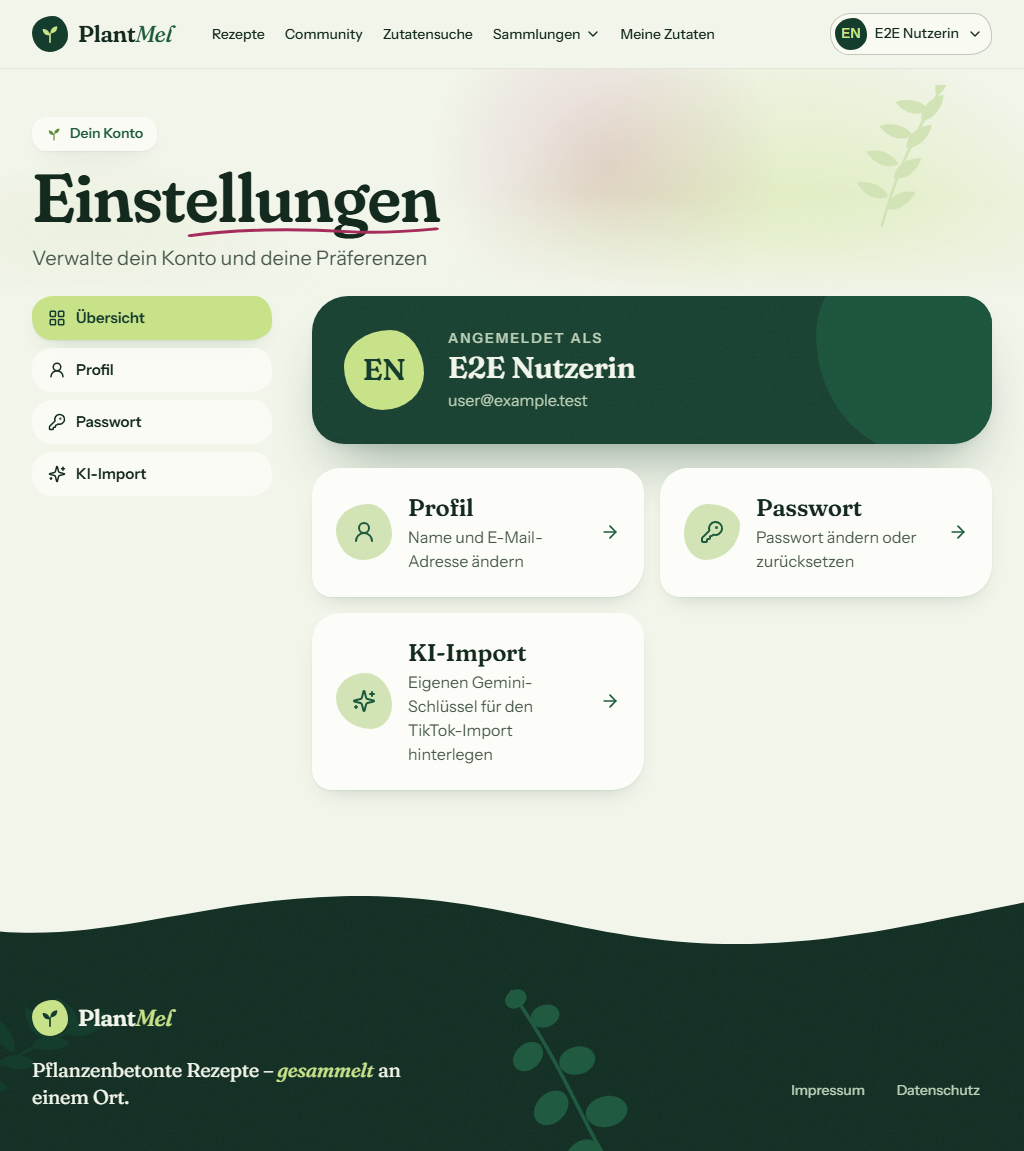 PlantMel
Rezepte
Community
Zutatensuche
Sammlungen
Meine Zutaten
EN
E2E Nutzerin
Dein Konto
Einstellungen
Verwalte dein Konto und deine Präferenzen
Übersicht
Profil
Passwort
KI-Import
EN
ANGEMELDET ALS
E2E Nutzerin
user@example.test
Profil
Name und E-Mail-
Adresse ändern
Passwort
Passwort ändern oder
zurücksetzen
KI-Import
Eigenen Gemini-
Schlüssel für den
TikTok-Import
hinterlegen
PlantMel
Pflanzenbetonte Rezepte – gesammelt an
einem Ort.
Impressum
Datenschutz